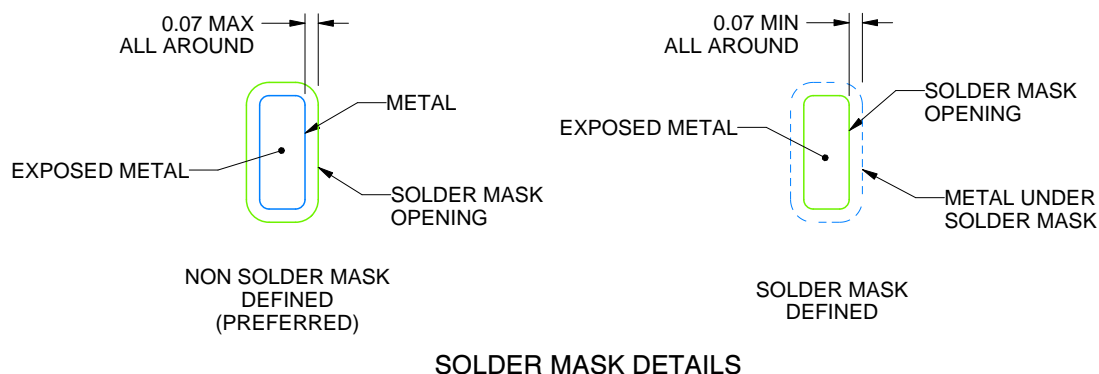 0.07 MAX
ALL AROUND
METAL
EXPOSED METAL
SOLDER MASK
OPENING
NON SOLDER MASK
DEFINED
(PREFERRED)
0.07 MIN
ALL AROUND
SOLDER MASK
OPENING
EXPOSED METAL
METAL UNDER
SOLDER MASK
SOLDER MASK
DEFINED
SOLDER MASK DETAILS